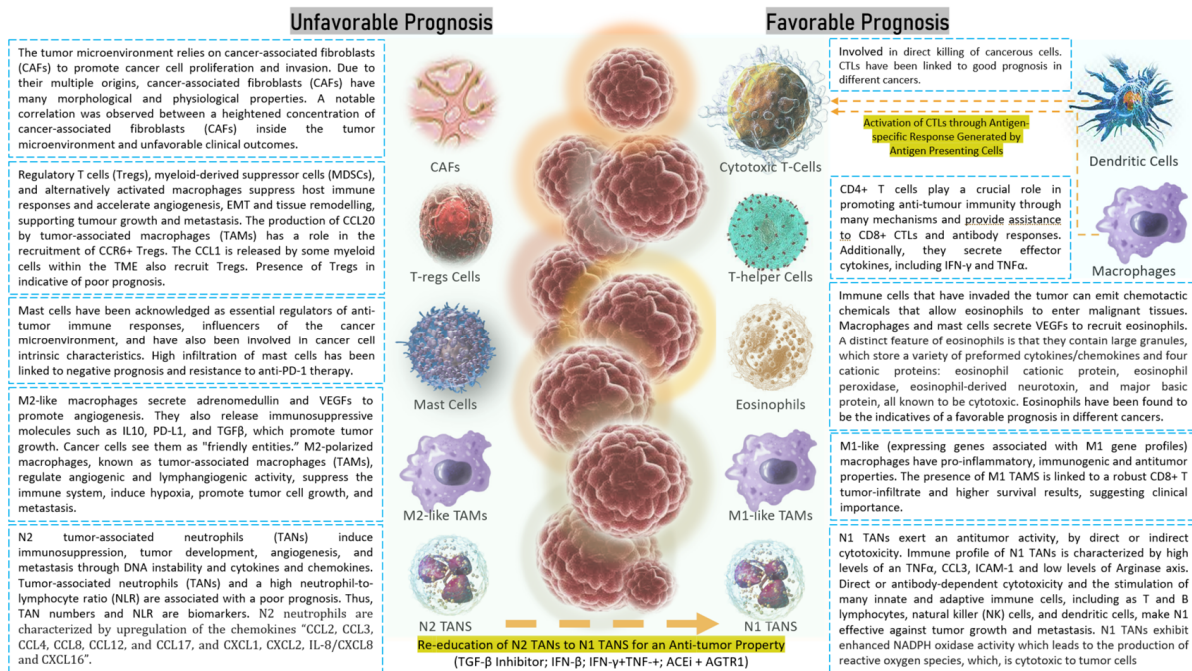 Unfavorable Prognosis
Favorable Prognosis
The tumor microenvironment relies on cancer-associated fibroblasts
(CAFs) to promote cancer cell proliferation and invasion. Due to
their multiple origins, cancer-associated fibroblasts (CAFs) have
many morphological and physiological properties. A notable
correlation was observed between a heightened concentration of
cancer-associated fibroblasts (CAFs) inside the tumor
microenvironment and unfavorable clinical outcomes.
Regulatory T cells (Tregs), myeloid-derived suppressor cells (MDSCs),
and alternatively activated macrophages suppress host immune
responses and accelerate angiogenesis, EMT and tissue remodelling,
supporting tumour growth and metastasis. The production of CCL20
by tumor-associated macrophages (TAMs) has a role in the
recruitment of CCR6+ Tregs. The CCL1 is released by some myeloid
cells within the TME also recruit Tregs. Presence of Tregs in
indicative of poor prognosis.
Mast cells have been acknowledged as essential regulators of anti-
tumor immune responses, influencers of the cancer
microenvironment, and have also been involved in cancer cell
intrinsic characteristics. High infiltration of mast cells has been
linked to negative prognosis and resistance to anti-PD-1 therapy.
M2-like macrophages secrete adrenomedullin and VEGFs to
promote angiogenesis. They also release immunosuppressive
molecules such as IL10, PD-L1, and TGFβ, which promote tumor
growth. Cancer cells see them as "friendly entities." M2-polarized
macrophages, known as tumor-associated macrophages (TAMs),
regulate angiogenic and lymphangiogenic activity, suppress the
immune system, induce hypoxia, promote tumor cell growth, and
metastasis.
N2 tumor-associated neutrophils (TANs) induce
immunosuppression, tumor development, angiogenesis, and
metastasis through DNA instability and cytokines and chemokines.
Tumor-associated neutrophils (TANs) and a high neutrophil-to-
lymphocyte ratio (NLR) are associated with a poor prognosis. Thus,
TAN numbers and NLR are biomarkers. N2 neutrophils are
characterized by upregulation of the chemokines “CCL2, CCL3,
CCL4, CCL8, CCL12, and CCL17, and CXCL1, CXCL2, IL-8/CXCL8
and CXCL16”.
CAFs
T-regs Cells
Mast Cells
M2-like TAMs
N2 TANS
Cytotoxic T-Cells
T-helper Cells
Eosinophils
M1-like TAMs
N1 TANS
Re-education of N2 TANs to N1 TANS for an Anti-tumor Property
(TGF-β Inhibitor; IFN-β; IFN-γ+TNF-+; ACEi + AGTR1)
Involved in direct killing of cancerous cells.
CTLs have been linked to good prognosis in
different cancers.
Activation of CTLs through Antigen-
specific Response Generated by
Antigen Presenting Cells
Dendritic Cells
CD4+ T cells play a crucial role in
promoting anti-tumour immunity through
many mechanisms and provide assistance
to CD8+ CTLs and antibody responses.
Additionally, they secrete effector
cytokines, including IFN-γ and TNFα.
Macrophages
Immune cells that have invaded the tumor can emit chemotactic
chemicals that allow eosinophils to enter malignant tissues.
Macrophages and mast cells secrete VEGFs to recruit eosinophils.
A distinct feature of eosinophils is that they contain large granules,
which store a variety of preformed cytokines/chemokines and four
cationic proteins: eosinophil cationic protein, eosinophil
peroxidase, eosinophil-derived neurotoxin, and major basic
protein, all known to be cytotoxic. Eosinophils have been found to
be the indicatives of a favorable prognosis in different cancers.
M1-like (expressing genes associated with M1 gene profiles)
macrophages have pro-inflammatory, immunogenic and antitumor
properties. The presence of M1 TAMS is linked to a robust CD8+ T
tumor-infiltrate and higher survival results, suggesting clinical
importance.
N1 TANs exert an antitumor activity, by direct or indirect
cytotoxicity. Immune profile of N1 TANs is characterized by high
levels of an TNFα, CCL3, ICAM-1 and low levels of Arginase axis.
Direct or antibody-dependent cytotoxicity and the stimulation of
many innate and adaptive immune cells, including as T and B
lymphocytes, natural killer (NK) cells, and dendritic cells, make N1
effective against tumor growth and metastasis. N1 TANs exhibit
enhanced NADPH oxidase activity which leads to the production of
reactive oxygen species, which, is cytotoxic to tumor cells